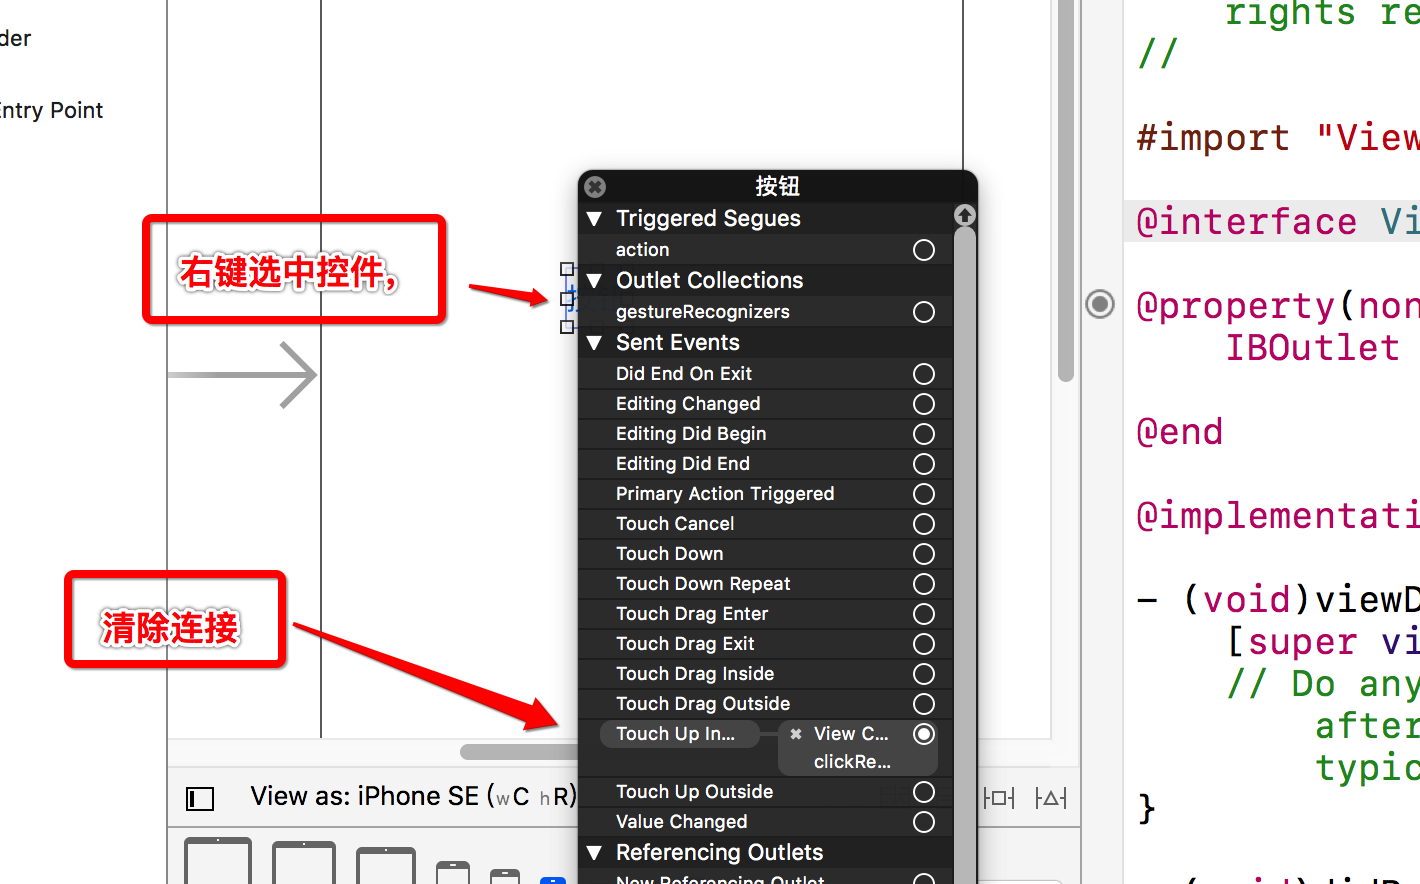 der
Entry Point
右键选中控件,
清除连接
View as: iPhone SE (wC hR)
按钮
Triggered Segues
action
Outlet Collections
gestureRecognizers
Sent Events
Did End On Exit
Editing Changed
Editing Did Begin
Editing Did End
Primary Action Triggered
Touch Cancel
Touch Down
Touch Down Repeat
Touch Drag Enter
Touch Drag Exit
Touch Drag Inside
Touch Drag Outside
Touch Up In...
View C...
clickRe...
Touch Up Outside
Value Changed
Referencing Outlets
New Referencing Outlet
rights re
//
#import "View
@interface Vi
@property(non
IBOutlet
@end
@implementati
- (void)viewD
[super vi
// Do any
after
typic
}